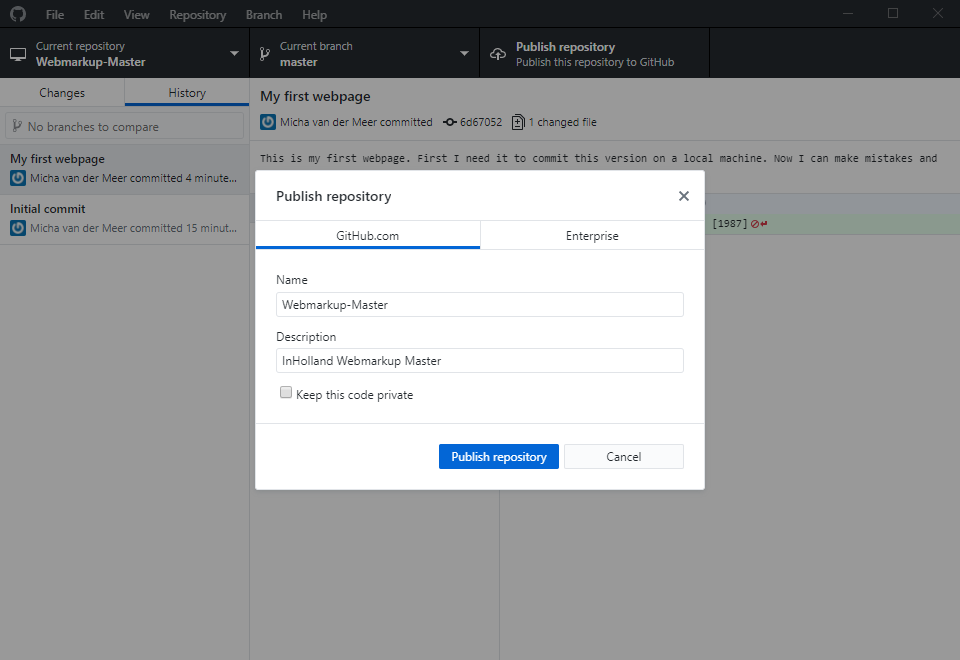 File Edit View Repository Branch Help
Current repository
Webmarkup-Master
Current branch
master
Publish repository
Publish this repository to GitHub
Changes History
No branches to compare
My first webpage
Micha van der Meer committed 4 minute...
Initial commit
Micha van der Meer committed 15 minut...
My first webpage
Micha van der Meer committed 6d67052 1 changed file
This is my first webpage. First I need it to commit this version on a local machine. Now I can make mistakes and
[1987]
Publish repository
GitHub.com Enterprise
Name
Webmarkup-Master
Description
InHolland Webmarkup Master
Keep this code private
Publish repository Cancel